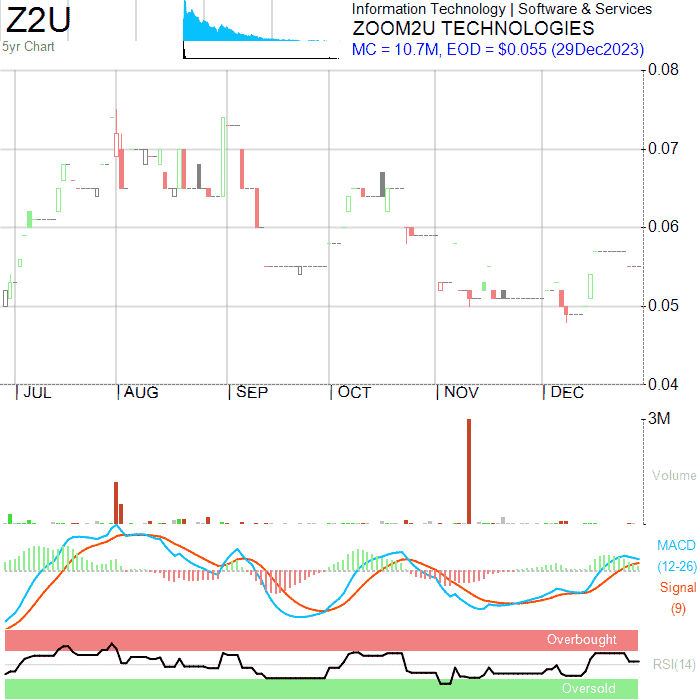 Z2U
5yr Chart
Information Technology | Software & Services
ZOOM2U TECHNOLOGIES
MC = 10.7M, EOD = $0.055 (29Dec2023)
0.08
0.07
0.06
0.05
0.04
JUL AUG SEP OCT NOV DEC
3M
Volume
MACD
(12-26)
Signal
(9)
Overbought
RSI(14)
Oversold